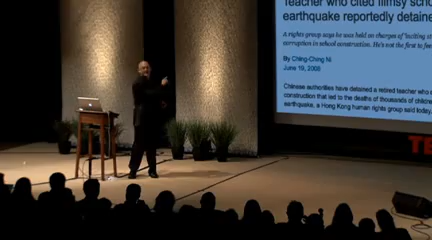 Teacher who cited flimsy scho
earthquake reportedly detaine
A rights group says he was held on charges of 'inciting s
corruption in school construction. He's not the first to fac
By Ching-Ching Ni
June 19, 2008
Chinese authorities have detained a retired teacher who c
construction that led to the deaths of thousands of children
earthquake, a Hong Kong human rights group said today.
TE